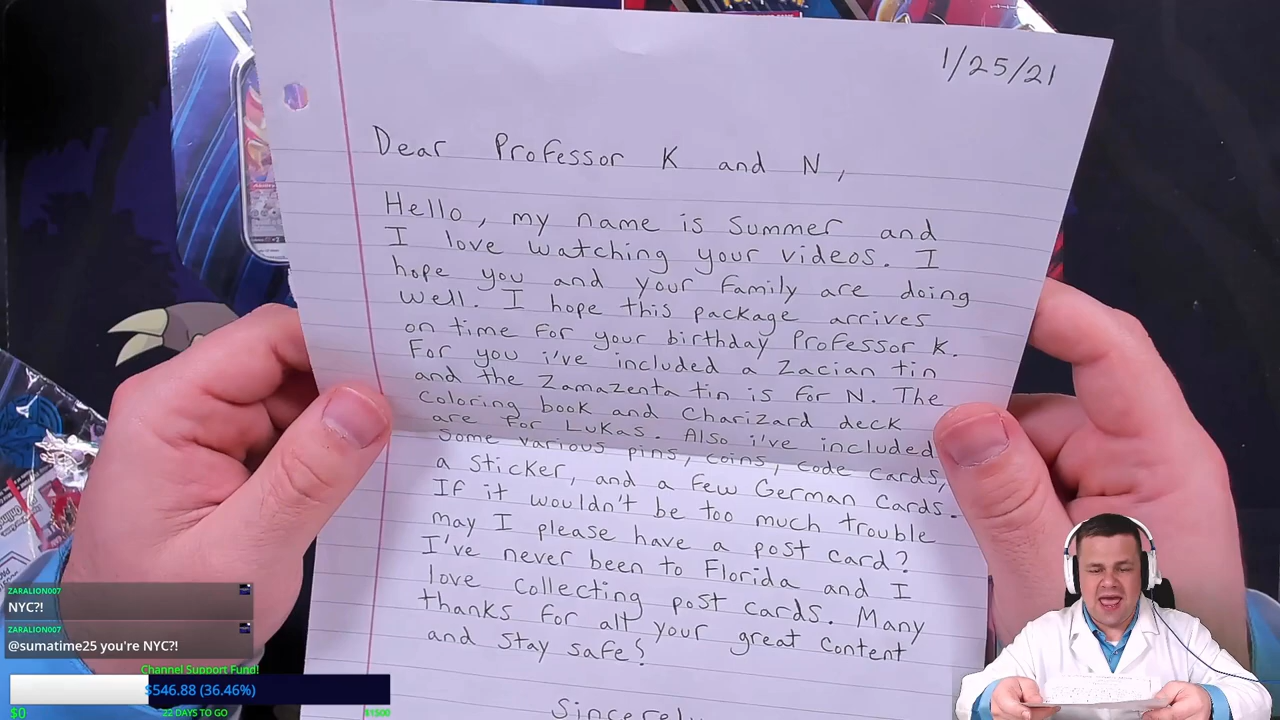 1/25/21
Dear Professor K and N,
Hello, my name is Summer and
I love watching your videos. I
hope you and your family are doing
well. I hope this package arrives
on time for your birthday Professor K.
For you i've included a Zacian tin
and the Zamazenta tin is for N. The
coloring book and Charizard deck
are for Lukas. Also i've included
some various pins, coins, code cards,
a sticker, and a few German Cards.
If it wouldn't be too much trouble
may I please have a post card?
I've never been to Florida and I
love collecting post cards. Many
thanks for all your great content
and stay safe!
Sincerely
ZARALION007
NYC?!
ZARALION007
@sumatime25 you're NYC?!
Channel Support Fund!
$546.88 (36.46%)
$0
22 DAYS TO GO
$1500